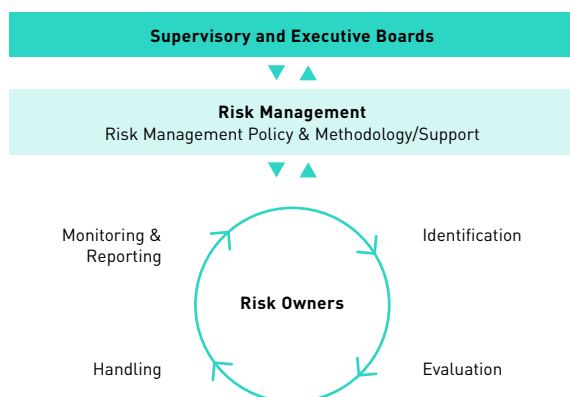 Supervisory and Executive Boards
Risk Management
Risk Management Policy & Methodology/Support
Monitoring &
Reporting
Identification
Risk Owners
Handling
Evaluation